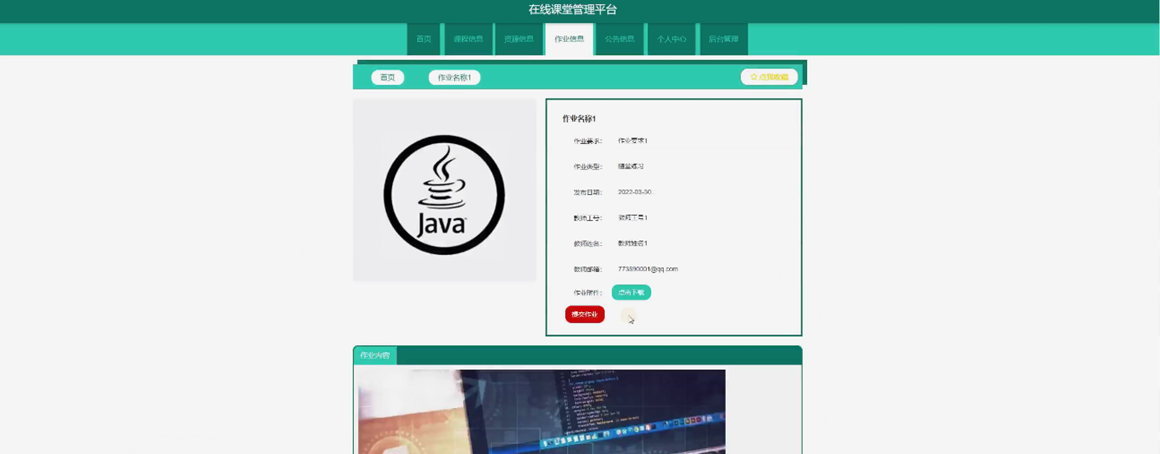 在线课堂管理平台
首页 课程信息 资源信息 作业信息 公告信息 个人中心 后台管理
首页 作业名称1 ☆点我收藏
作业名称1
作业要求: 作业要求1
作业类型: 随堂练习
发布日期: 2022-03-30
教师工号: 教师工号1
教师姓名: 教师姓名1
教师邮箱: 773890001@qq.com
作业附件: 点击下载
提交作业
Java
作业内容